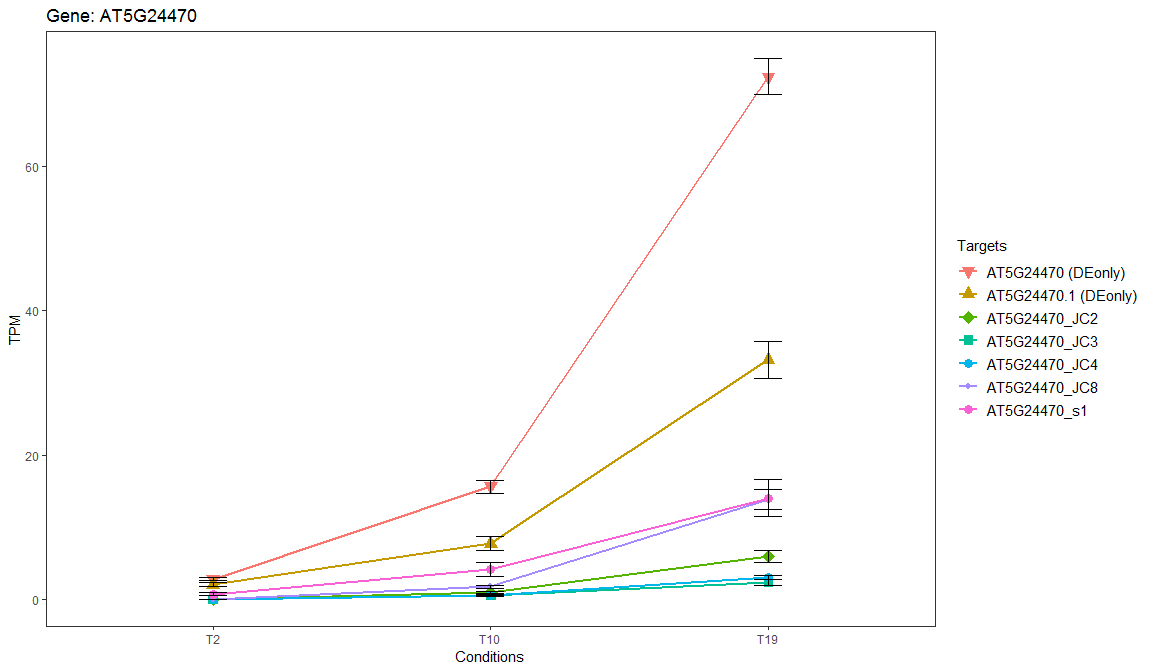 Gene: AT5G24470
60
40
20
0
TPM
T2
T10
T19
Conditions
Targets
AT5G24470 (DEonly)
AT5G24470.1 (DEonly)
AT5G24470_JC2
AT5G24470_JC3
AT5G24470_JC4
AT5G24470_JC8
AT5G24470_s1